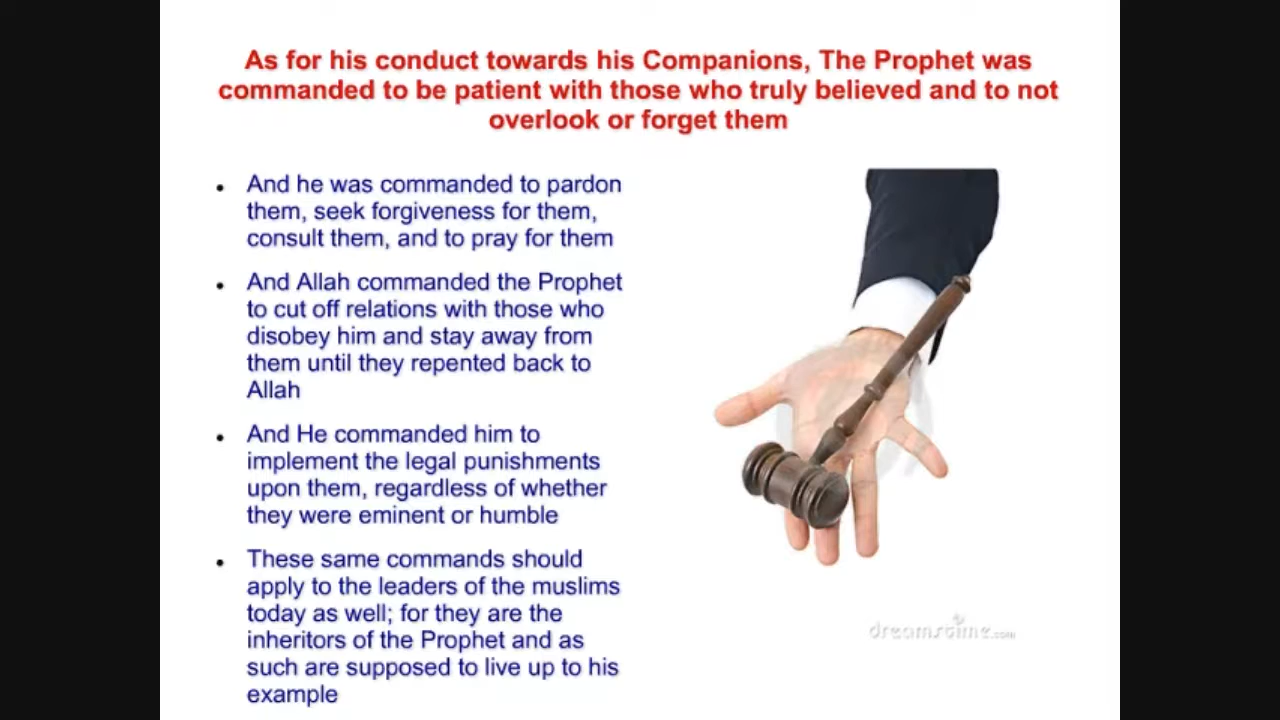 As for his conduct towards his Companions, The Prophet was
commanded to be patient with those who truly believed and to not
overlook or forget them
• And he was commanded to pardon
them, seek forgiveness for them,
consult them, and to pray for them
• And Allah commanded the Prophet
to cut off relations with those who
disobey him and stay away from
them until they repented back to
Allah
• And He commanded him to
implement the legal punishments
upon them, regardless of whether
they were eminent or humble
• These same commands should
apply to the leaders of the muslims
today as well; for they are the
inheritors of the Prophet and as
such are supposed to live up to his
example
dreamstime.com